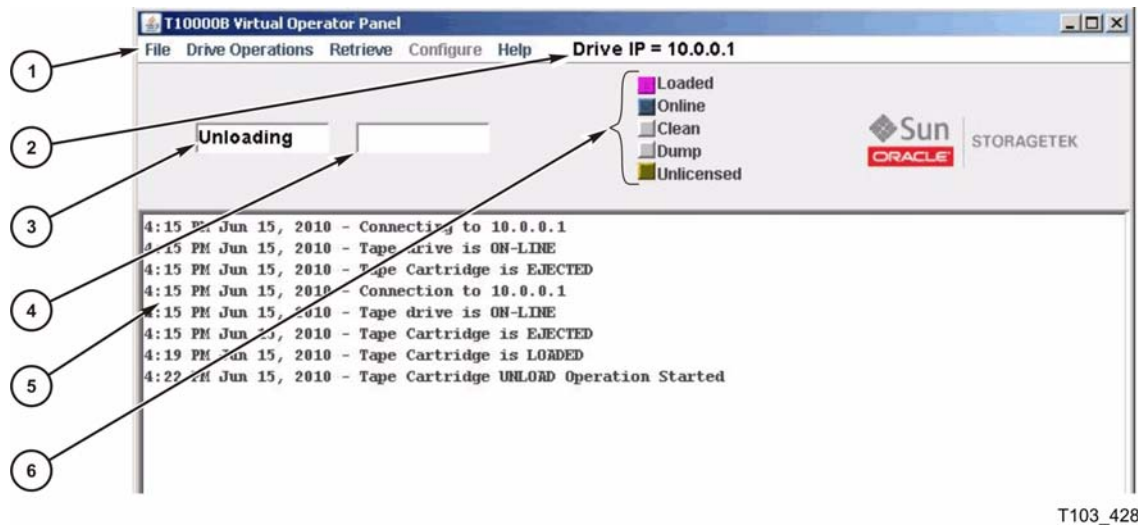 T10000B Virtual Operator Panel
1
File Drive Operations Retrieve Configure Help Drive IP = 10.0.0.1
2
Loaded
Online
Clean
Dump
Unlicensed
3
Unloading
Sun
ORACLE
STORAGETEK
4
5
6
4:15 PM Jun 15, 2010 - Connecting to 10.0.0.1
4:15 PM Jun 15, 2010 - Tape drive is ON-LINE
4:15 PM Jun 15, 2010 - Tape Cartridge is EJECTED
4:15 PM Jun 15, 2010 - Connection to 10.0.0.1
4:15 PM Jun 15, 2010 - Tape drive is ON-LINE
4:15 PM Jun 15, 2010 - Tape Cartridge is EJECTED
4:19 PM Jun 15, 2010 - Tape Cartridge is LOADED
4:22 PM Jun 15, 2010 - Tape Cartridge UNLOAD Operation Started
T103_428